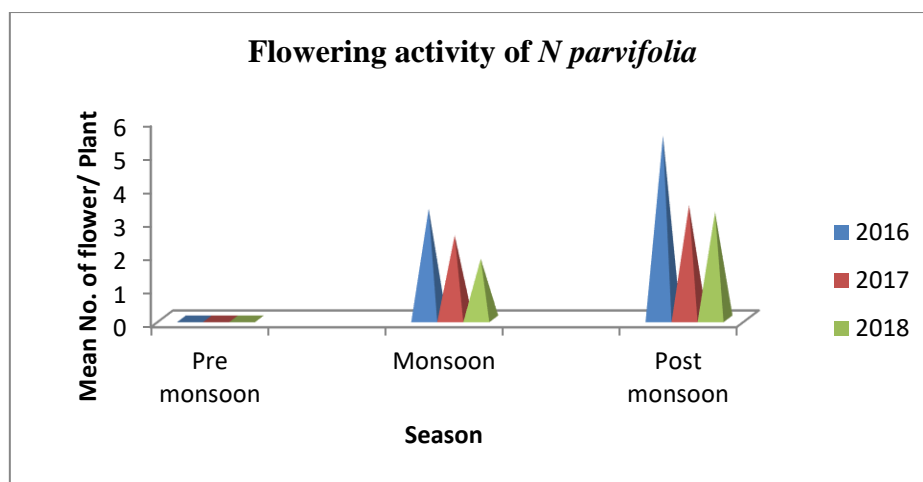 Flowering activity of N parvifolia
Mean No. of flower/ Plant
6
5
4
3
2
1
0
Pre
monsoon
Monsoon
Post
monsoon
Season
2016
2017
2018